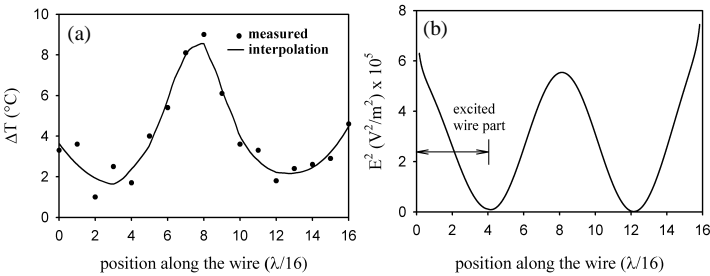 (a)
measured
interpolation
10
8
6
4
2
0
ΔT (°C)
0 2 4 6 8 10 12 14 16
position along the wire (λ/16)
(b)
excited
wire part
8
6
4
2
0
E² (V²/m²) x 10⁵
0 2 4 6 8 10 12 14 16
position along the wire (λ/16)